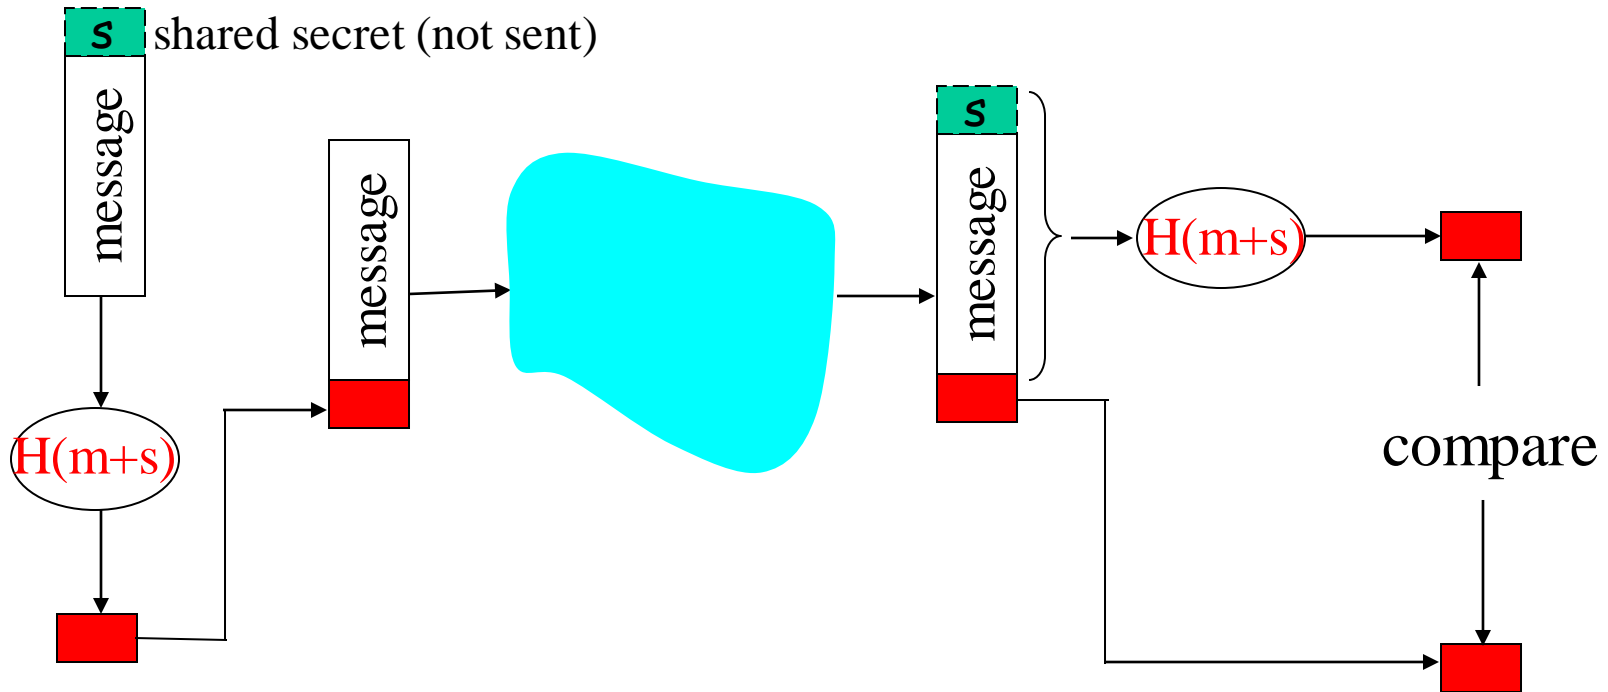 s shared secret (not sent)
message
H(m+s)
message
s
message
H(m+s)
compare